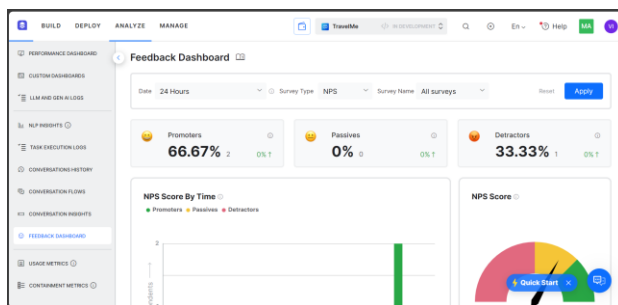 BUILD DEPLOY ANALYZE MANAGE TravelMe IN DEVELOPMENT En Help MA VI
PERFORMANCE DASHBOARD
CUSTOM DASHBOARDS
LLM AND GEN AI LOGS
NLP INSIGHTS
TASK EXECUTION LOGS
CONVERSATIONS HISTORY
CONVERSATION FLOWS
CONVERSATION INSIGHTS
FEEDBACK DASHBOARD
USAGE METRICS
CONTAINMENT METRICS
Feedback Dashboard
Date 24 Hours Survey Type NPS Survey Name All surveys Reset Apply
Promoters
66.67% 2 0% ↑
Passives
0% 0 0% ↑
Detractors
33.33% 1 0% ↑
NPS Score By Time
Promoters Passives Detractors
2
NPS Score
Quick Start ×